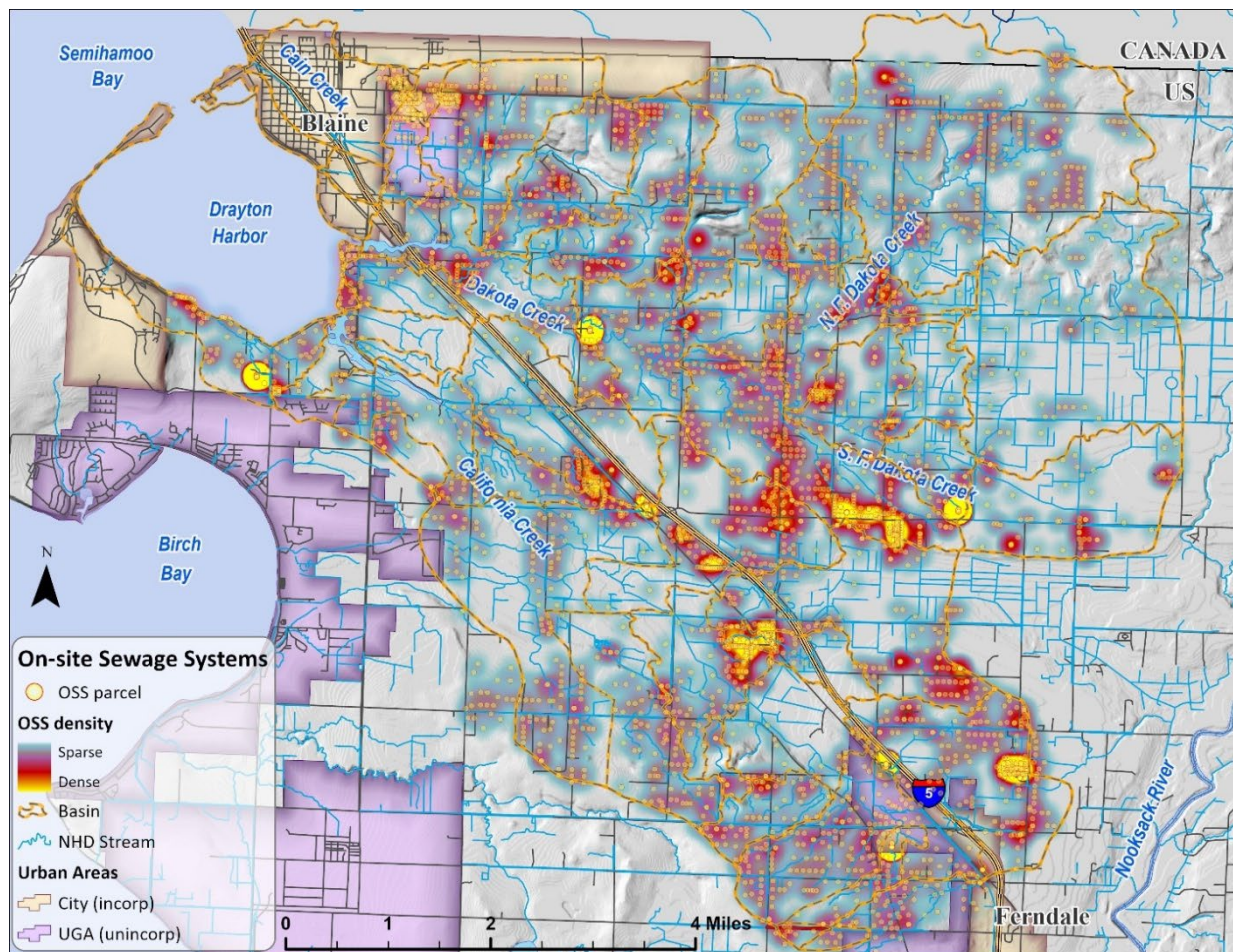 Semihamoo
Bay
Cain Creek
Blaine
CANADA
US
Drayton
Harbor
Dakota Creek
N. F. Dakota Creek
S. F. Dakota Creek
California Creek
Birch
Bay
N
5
Nooksack River
Ferndale
On-site Sewage Systems
OSS parcel
OSS density
Sparse
Dense
Basin
NHD Stream
Urban Areas
City (incorp)
UGA (unincorp)
0 1 2 4 Miles